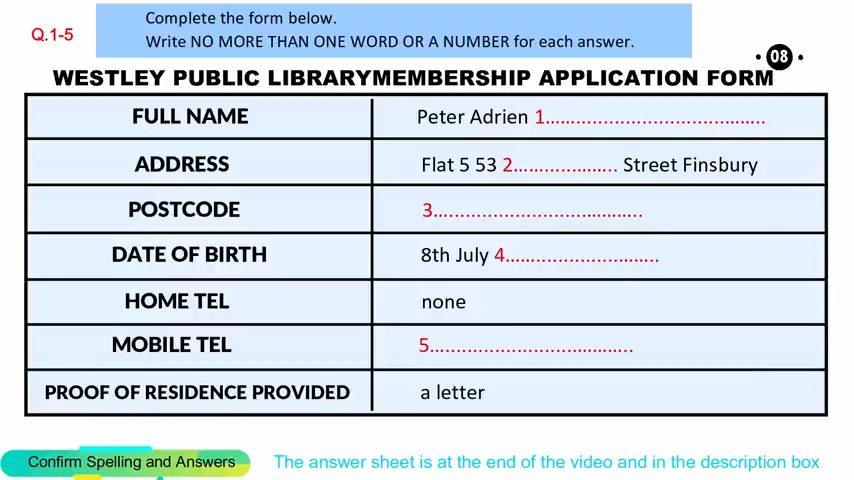 Q.1-5
Complete the form below.
Write NO MORE THAN ONE WORD OR A NUMBER for each answer.
08
WESTLEY PUBLIC LIBRARYMEMBERSHIP APPLICATION FORM
FULL NAME Peter Adrien 1.......................................
ADDRESS Flat 5 53 2.................... Street Finsbury
POSTCODE 3.......................................
DATE OF BIRTH 8th July 4.............................
HOME TEL none
MOBILE TEL 5.......................................
PROOF OF RESIDENCE PROVIDED a letter
Confirm Spelling and Answers The answer sheet is at the end of the video and in the description box